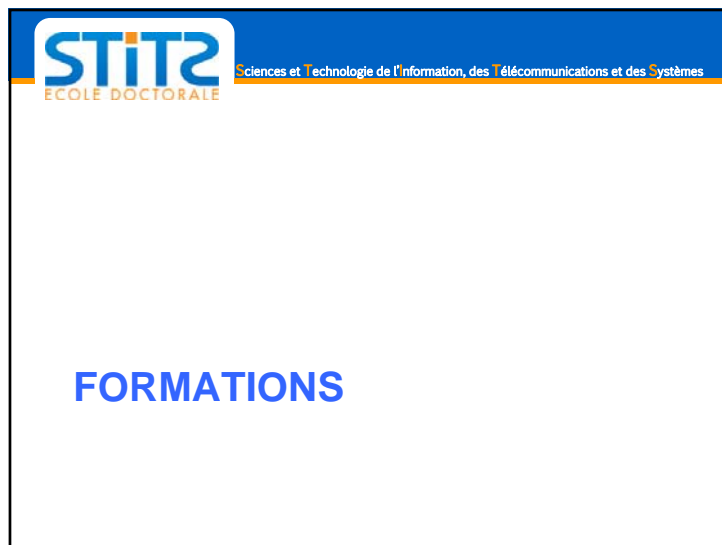 STiTS
ECOLE DOCTORALE
Sciences et Technologie de l'Information, des Télécommunications et des Systèmes
FORMATIONS